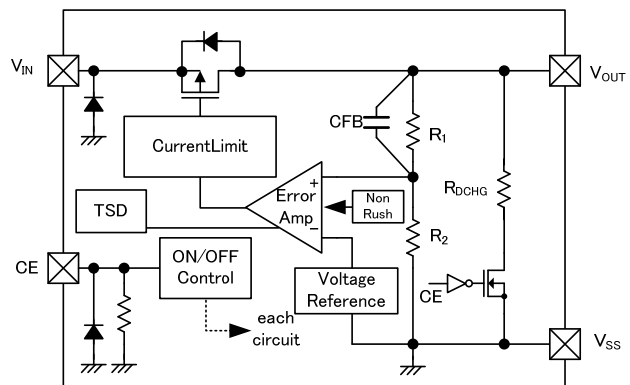 VIN
VOUT
CFB
R1
CurrentLimit
RDCHG
+
Error
Amp
−
Non
Rush
TSD
R2
CE
ON/OFF
Control
Voltage
Reference
CE
each
circuit
VSS